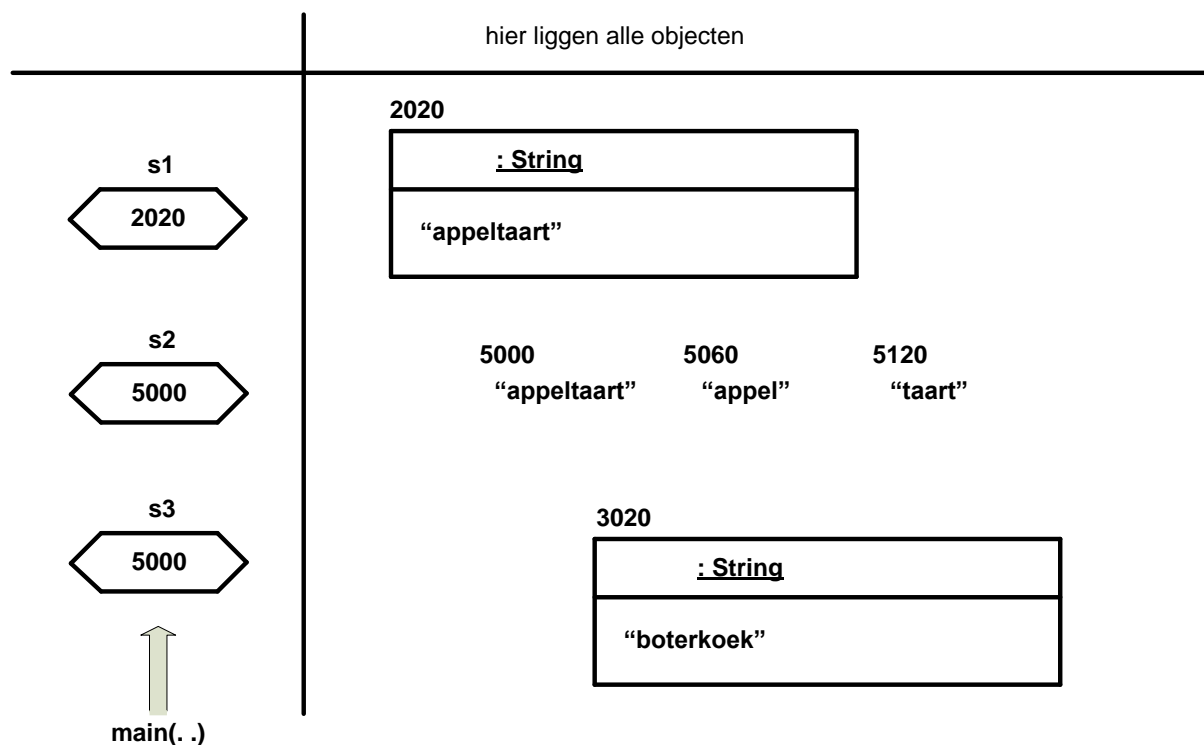 hier liggen alle objecten
2020
: String
“appeltaart”
s1
2020
s2
5000
5000 5060 5120
“appeltaart” “appel” “taart”
s3
5000
3020
: String
“boterkoek”
main(. .)